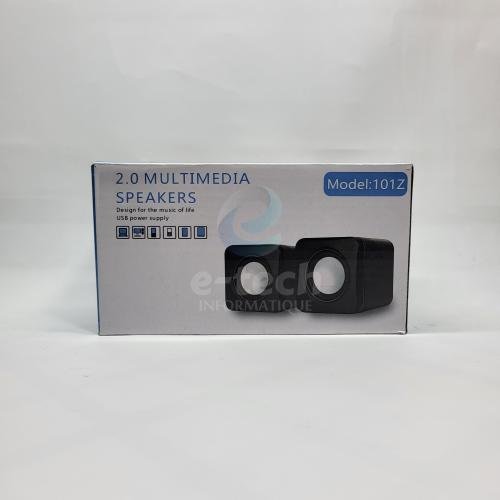 2.0 MULTIMEDIA
SPEAKERS
Design for the music of life
USB power supply
Model:101Z
e-tech
INFORMATIQUE